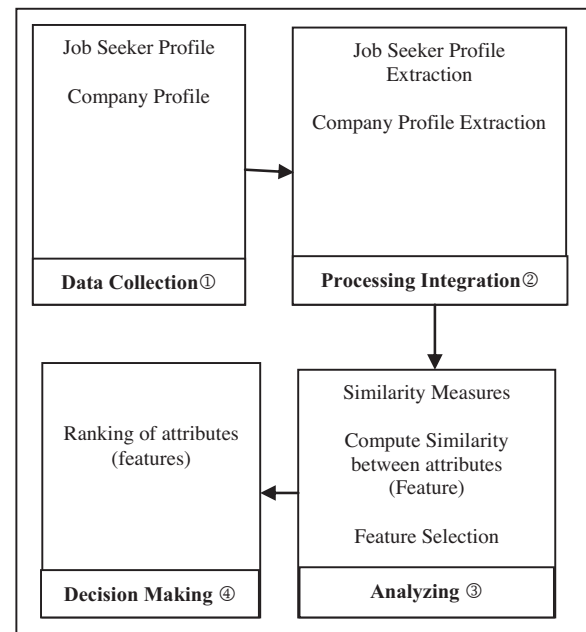 Job Seeker Profile
Company Profile
Data Collection①
Job Seeker Profile
Extraction
Company Profile Extraction
Processing Integration②
Similarity Measures
Compute Similarity
between attributes
(Feature)
Feature Selection
Analyzing ③
Ranking of attributes
(features)
Decision Making ④